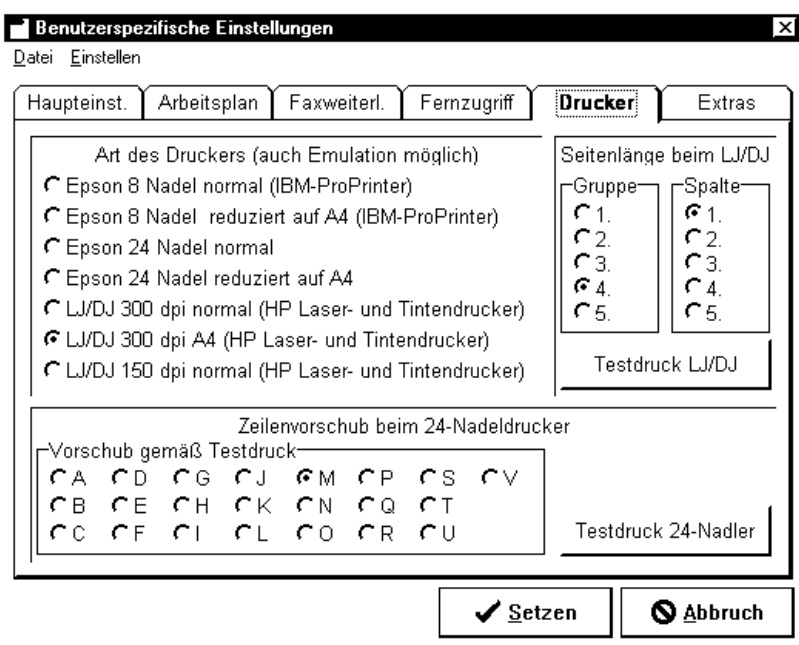 Benutzerspezifische Einstellungen
Datei Einstellen
Haupteinst. Arbeitsplan Faxweiterl. Fernzugriff Drucker Extras
Art des Druckers (auch Emulation möglich)
Epson 8 Nadel normal (IBM-ProPrinter)
Epson 8 Nadel reduziert auf A4 (IBM-ProPrinter)
Epson 24 Nadel normal
Epson 24 Nadel reduziert auf A4
LJ/DJ 300 dpi normal (HP Laser- und Tintendrucker)
LJ/DJ 300 dpi A4 (HP Laser- und Tintendrucker)
LJ/DJ 150 dpi normal (HP Laser- und Tintendrucker)
Seitenlänge beim LJ/DJ
Gruppe Spalte
1. 1.
2. 2.
3. 3.
4. 4.
5. 5.
Testdruck LJ/DJ
Zeilenvorschub beim 24-Nadeldrucker
Vorschub gemäß Testdruck
A D G J M P S V
B E H K N Q T
C F I L O R U
Testdruck 24-Nadler
Setzen Abbruch